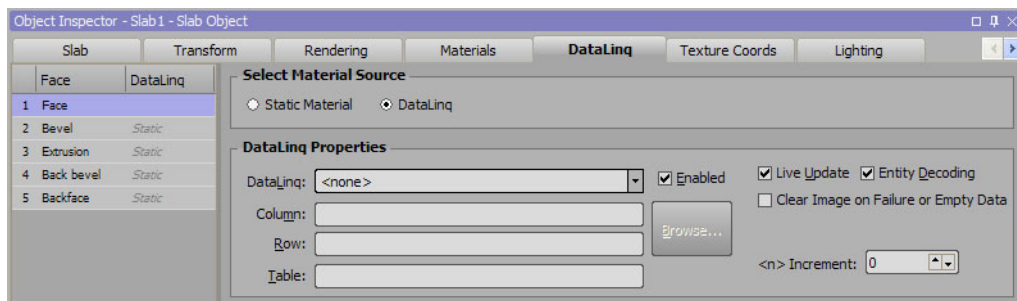 Object Inspector - Slab1 - Slab Object
Slab Transform Rendering Materials DataLinq Texture Coords Lighting
Face DataLinq
1 Face
2 Bevel Static
3 Extrusion Static
4 Back bevel Static
5 Backface Static
Select Material Source
Static Material DataLinq
DataLinq Properties
DataLinq: <none> Enabled Live Update Entity Decoding
Column: Browse... Clear Image on Failure or Empty Data
Row:
Table: <n> Increment: 0